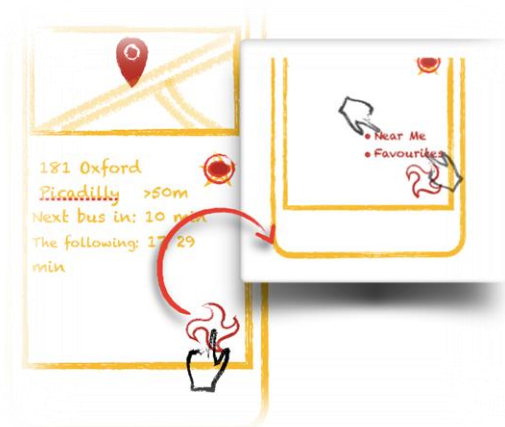 181 Oxford
Picadilly >50m
Next bus in: 10 min
The following: 17 29
min
• Near Me
• Favourites